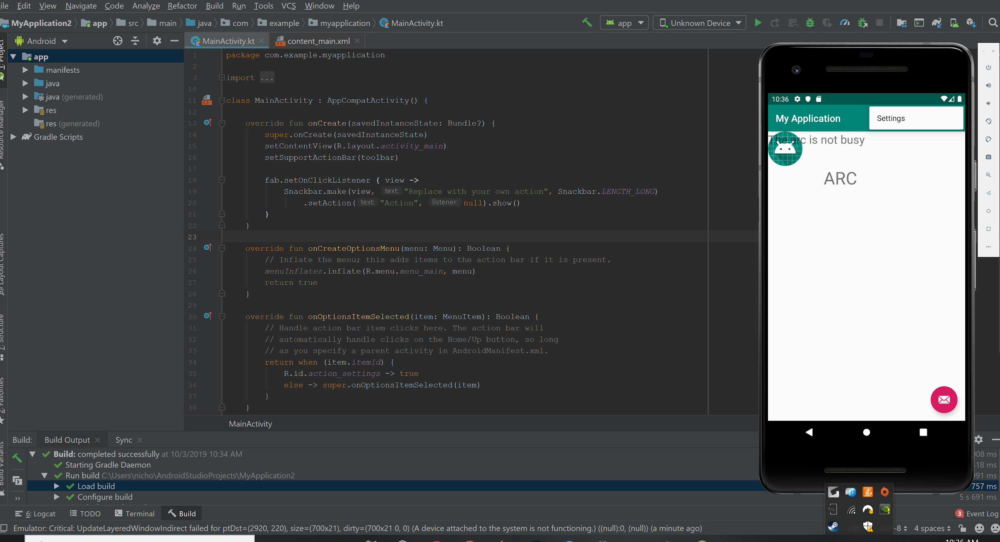 ile Edit View Navigate Code Analyze Refactor Build Run Tools VCS Window Help
MyApplication2 app src main java com example myapplication MainActivity.kt app Unknown Device
Android MainActivity.kt content_main.xml
1: Project
Resource Manager
Layout Captures
7: Structure
2: Favorites
Build Variants
app
manifests
java
java (generated)
res
res (generated)
Gradle Scripts
1 package com.example.myapplication
2
3 import ...
10
11 class MainActivity : AppCompatActivity() {
12
13 override fun onCreate(savedInstanceState: Bundle?) {
14 super.onCreate(savedInstanceState)
15 setContentView(R.layout.activity_main)
16 setSupportActionBar(toolbar)
17
18 fab.setOnClickListener { view ->
19 Snackbar.make(view, text: "Replace with your own action", Snackbar.LENGTH_LONG)
20 .setAction( text: "Action", listener: null).show()
21 }
22 }
23
24 override fun onCreateOptionsMenu(menu: Menu): Boolean {
25 // Inflate the menu; this adds items to the action bar if it is present.
26 menuInflater.inflate(R.menu.menu_main, menu)
27 return true
28 }
29
30 override fun onOptionsItemSelected(item: MenuItem): Boolean {
31 // Handle action bar item clicks here. The action bar will
32 // automatically handle clicks on the Home/Up button, so long
33 // as you specify a parent activity in AndroidManifest.xml.
34 return when (item.itemId) {
35 R.id.action_settings -> true
36 else -> super.onOptionsItemSelected(item)
37 }
38 }
MainActivity
10:36
My Application Settings
The arc is not busy
ARC
Build: Build Output Sync
Build: completed successfully at 10/3/2019 10:34 AM
Starting Gradle Daemon
Run build C:\Users\nicho\AndroidStudioProjects\MyApplication2
Load build 757 ms
Configure build 5 s 691 ms
6: Logcat TODO Terminal Build 3 Event Log
Emulator: Critical: UpdateLayeredWindowIndirect failed for ptDst=(2920, 220), size=(700x21), dirty=(700x21 0, 0) (A device attached to the system is not functioning.) ((null):0, (null)) (a minute ago) -8 4 spaces